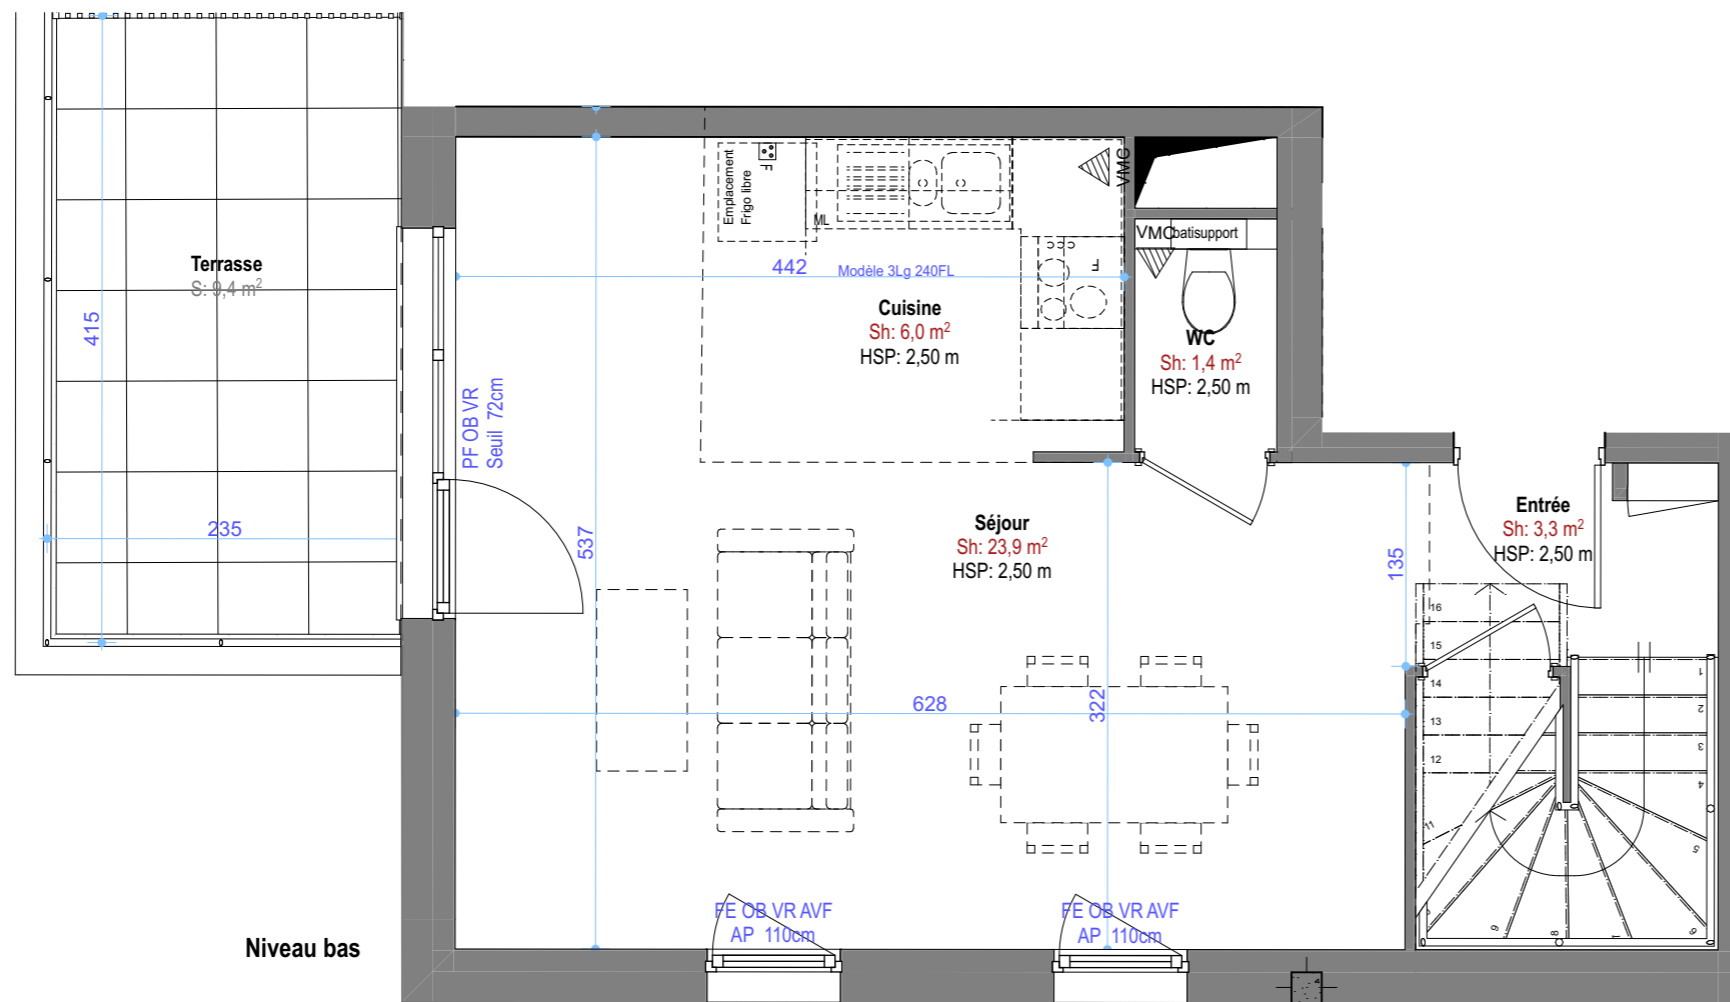 Emplacement
Frigo libre
F
ML
VMC
VMC
batisupport
Terrasse
S: 9,4 m²
442
Modèle 3Lg 240FL
F
Cuisine
Sh: 6,0 m²
HSP: 2,50 m
WC
Sh: 1,4 m²
HSP: 2,50 m
415
PF OB VR
Seuil 72cm
235
537
Séjour
Sh: 23,9 m²
HSP: 2,50 m
135
Entrée
Sh: 3,3 m²
HSP: 2,50 m
16
15
14
13
12
11
1
2
3
4
5
6
8
9
628
322
FE OB VR AVF
AP 110cm
FE OB VR AVF
AP 110cm
Niveau bas